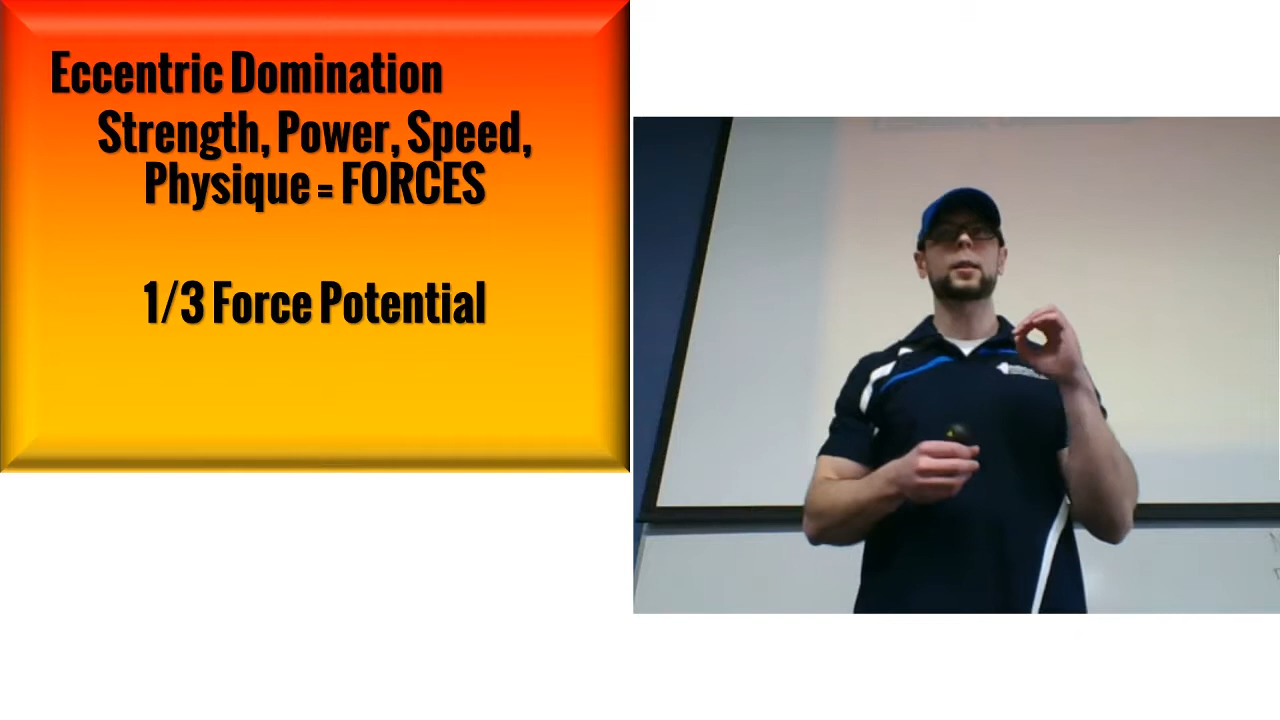 Eccentric Domination
Strength, Power, Speed,
Physique = FORCES
1/3 Force Potential